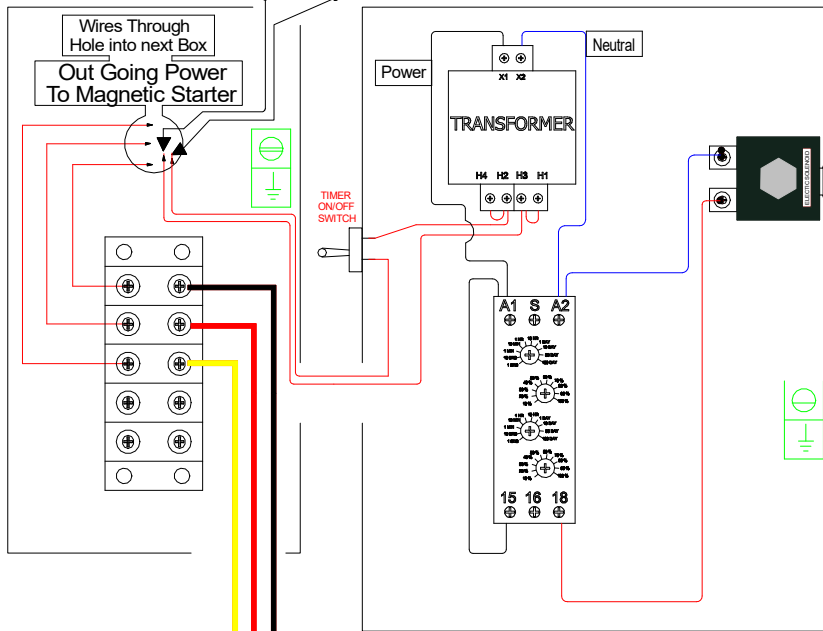 Wires Through
Hole into next Box
Out Going Power
To Magnetic Starter
Power
Neutral
X1 X2
TRANSFORMER
H4 H2 H3 H1
TIMER
ON/OFF
SWITCH
ELECTIC SOLENOID
A1 S A2
15 16 18